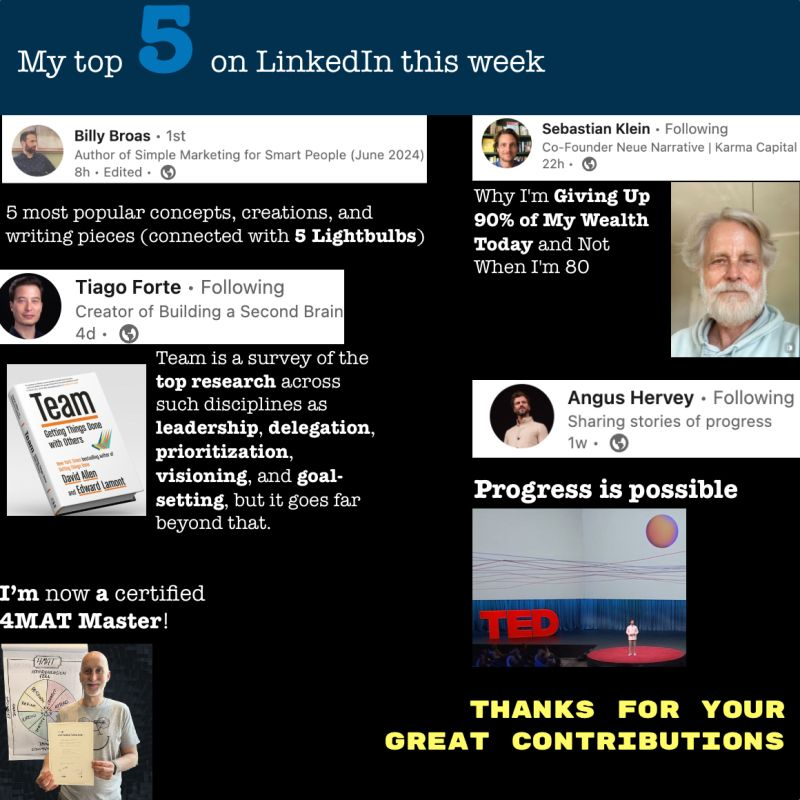 My top 5 on LinkedIn this week
Billy Broas • 1st
Author of Simple Marketing for Smart People (June 2024)
8h • Edited •
5 most popular concepts, creations, and
writing pieces (connected with 5 Lightbulbs)
Tiago Forte • Following
Creator of Building a Second Brain
4d •
Team
Getting Things Done
with Others
David Allen
and Edward Lamont
Team
Team is a survey of the
top research across
such disciplines as
leadership, delegation,
prioritization,
visioning, and goal-
setting, but it goes far
beyond that.
I'm now a certified
4MAT Master!
4MAT
Sebastian Klein • Following
Co-Founder Neue Narrative | Karma Capital
22h •
Why I'm Giving Up
90% of My Wealth
Today and Not
When I'm 80
Angus Hervey • Following
Sharing stories of progress
1w •
Progress is possible
TED
THANKS FOR YOUR
GREAT CONTRIBUTIONS